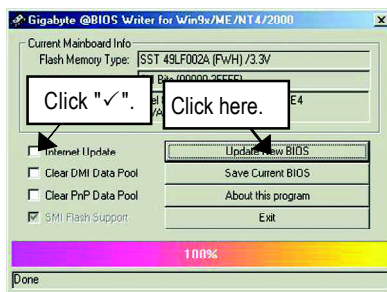 Gigabyte @BIOS Writer for Win9x/ME/NT4/2000
Current Mainboard Info
Flash Memory Type: SST 49LF002A (FWH) /3.3V
Click "✓".
Click here.
E4
Internet Update
Update New BIOS
Clear DMI Data Pool
Save Current BIOS
Clear PnP Data Pool
About this program
SMI Flash Support
Exit
100%
Done